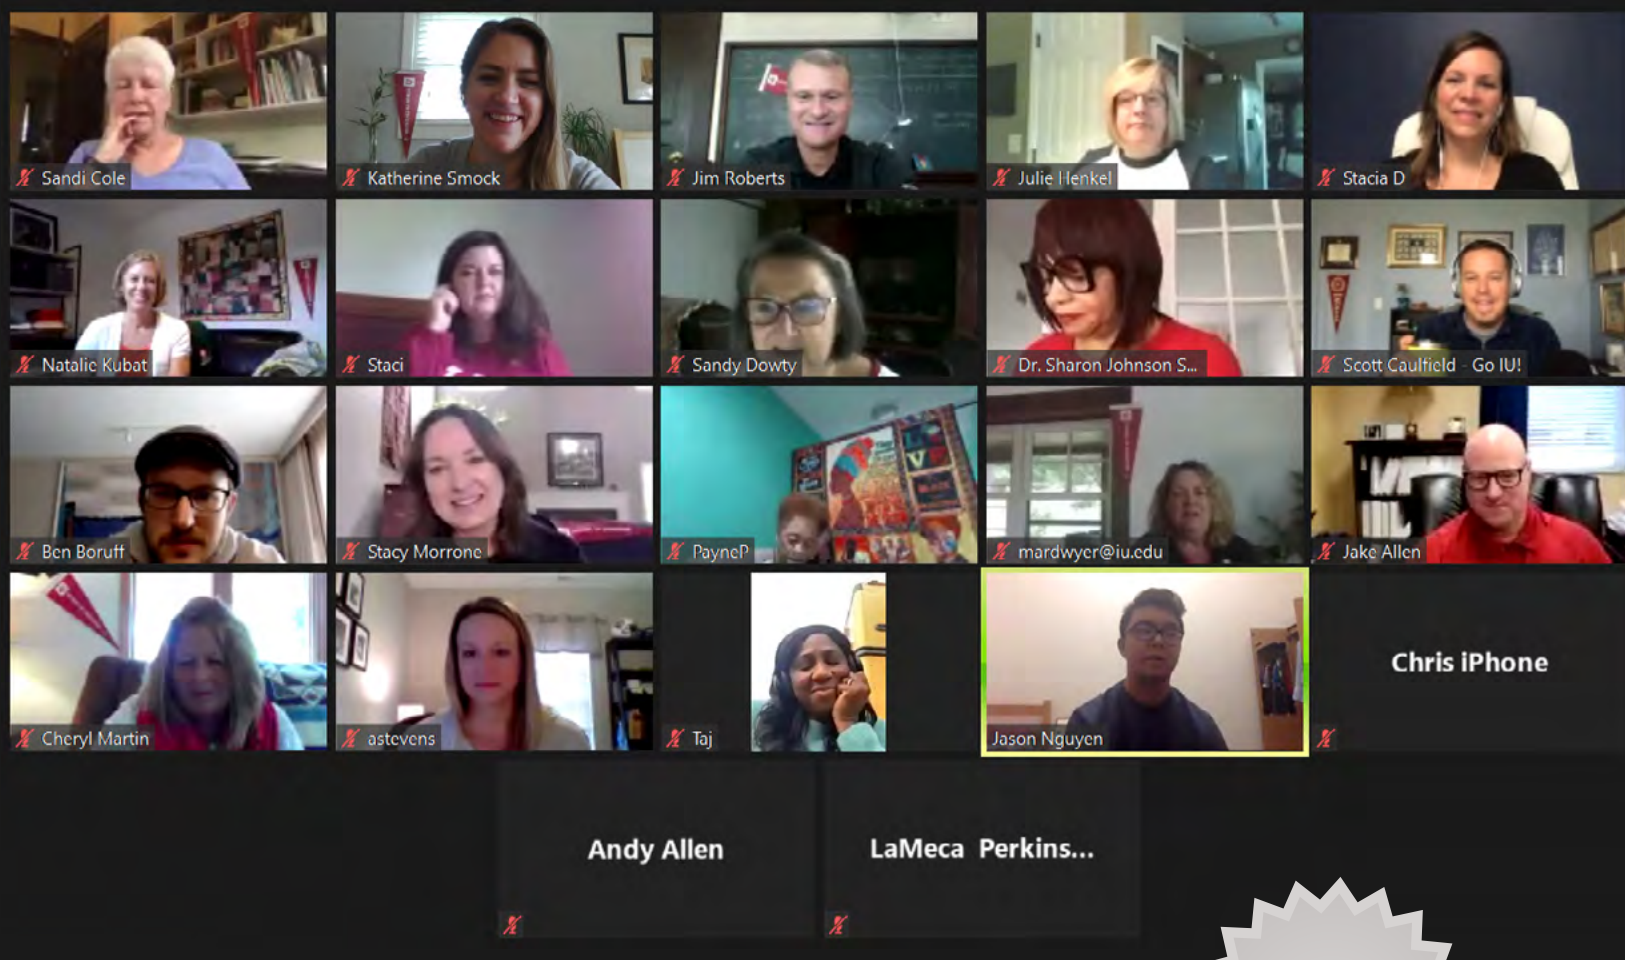 Sandi Cole
Katherine Smock
Jim Roberts
Julie Henkel
Stacia D
Natalie Kubat
Staci
Sandy Dowty
Dr. Sharon Johnson S...
Scott Caulfield - Go IU!
Ben Boruff
Stacy Morrone
PayneP
mardwyer@iu.edu
Jake Allen
Cheryl Martin
astevens
Taj
Jason Nguyen
Chris iPhone
Andy Allen
LaMeca Perkins...